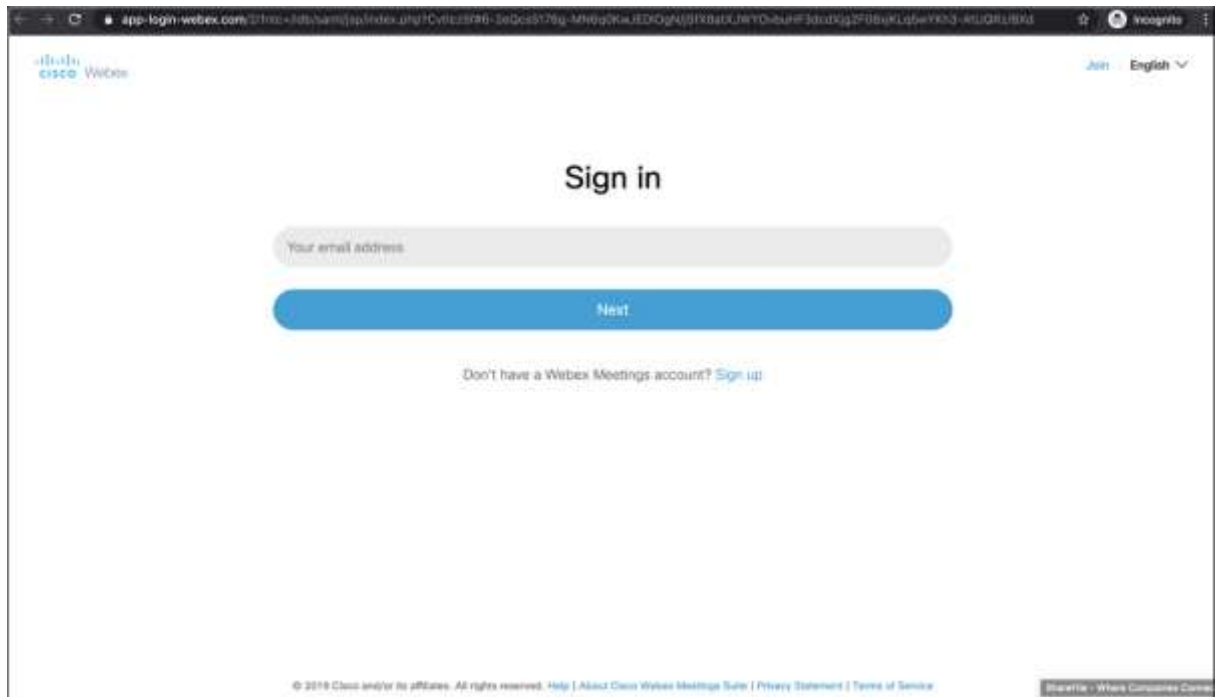 app-login-webex.com
Incognito
CISCO Webex
Join English
Sign in
Your email address
Next
Don't have a Webex Meetings account? Sign up
© 2019 Cisco and/or its affiliates. All rights reserved. Help | About Cisco Webex Meetings Suite | Privacy Statement | Terms of Service